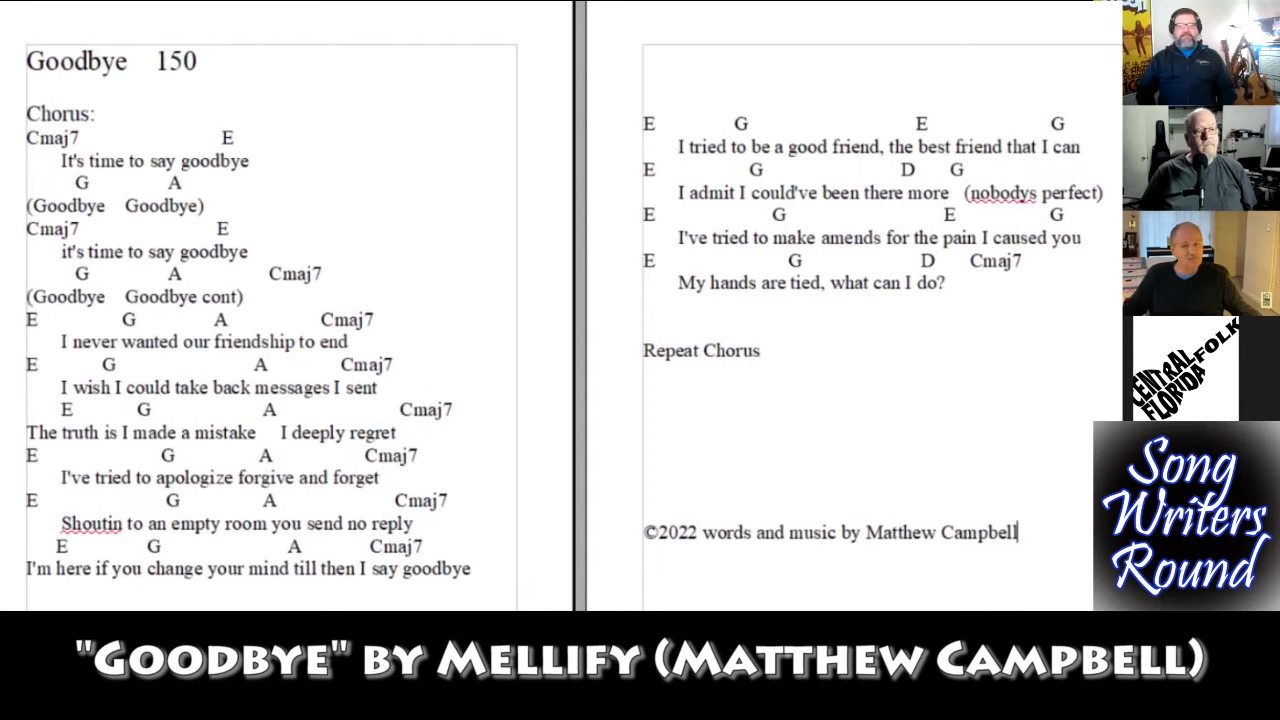 Goodbye 150
Chorus:
Cmaj7 E
It's time to say goodbye
G A
(Goodbye Goodbye)
Cmaj7 E
it's time to say goodbye
G A Cmaj7
(Goodbye Goodbye cont)
E G A Cmaj7
I never wanted our friendship to end
E G A Cmaj7
I wish I could take back messages I sent
E G A Cmaj7
The truth is I made a mistake I deeply regret
E G A Cmaj7
I've tried to apologize forgive and forget
E G A Cmaj7
Shoutin to an empty room you send no reply
E G A Cmaj7
I'm here if you change your mind till then I say goodbye
E G E G
I tried to be a good friend, the best friend that I can
E G D G
I admit I could've been there more (nobodys perfect)
E G E G
I've tried to make amends for the pain I caused you
E G D Cmaj7
My hands are tied, what can I do?
Repeat Chorus
©2022 words and music by Matthew Campbell
CENTRAL
FLORIDA
FOLK
Song
Writers
Round
"Goodbye" by Mellify (Matthew Campbell)